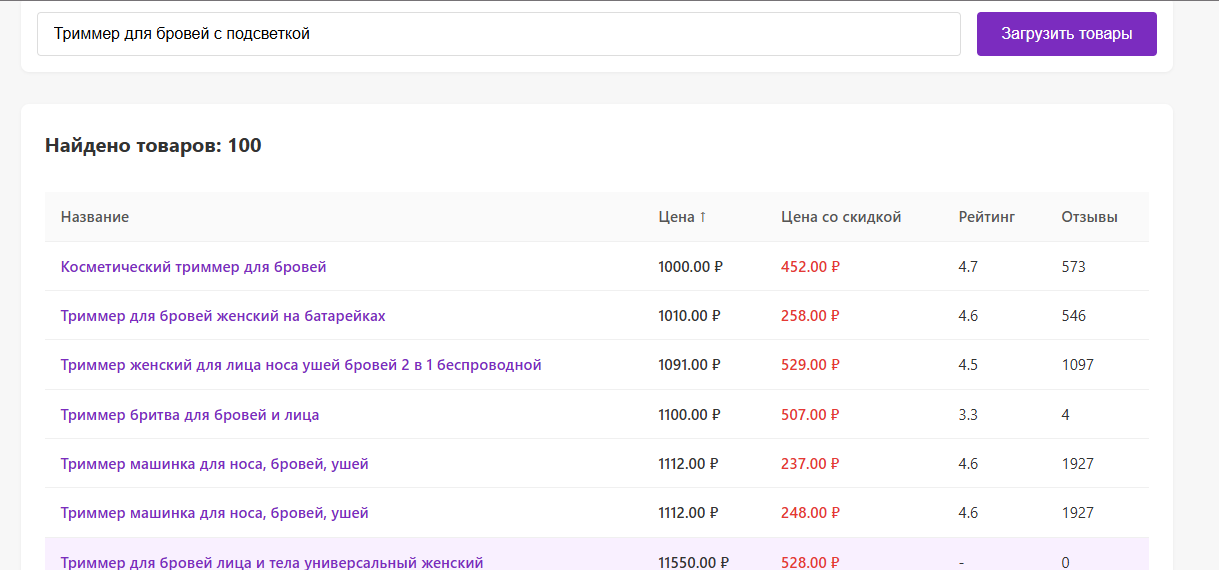 Триммер для бровей с подсветкой Загрузить товары
Найдено товаров: 100
Название Цена ↑ Цена со скидкой Рейтинг Отзывы
Косметический триммер для бровей 1000.00 ₽ 452.00 ₽ 4.7 573
Триммер для бровей женский на батарейках 1010.00 ₽ 258.00 ₽ 4.6 546
Триммер женский для лица носа ушей бровей 2 в 1 беспроводной 1091.00 ₽ 529.00 ₽ 4.5 1097
Триммер бритва для бровей и лица 1100.00 ₽ 507.00 ₽ 3.3 4
Триммер машинка для носа, бровей, ушей 1112.00 ₽ 237.00 ₽ 4.6 1927
Триммер машинка для носа, бровей, ушей 1112.00 ₽ 248.00 ₽ 4.6 1927
Триммер для бровей лица и тела универсальный женский 11550.00 ₽ 528.00 ₽ - 0